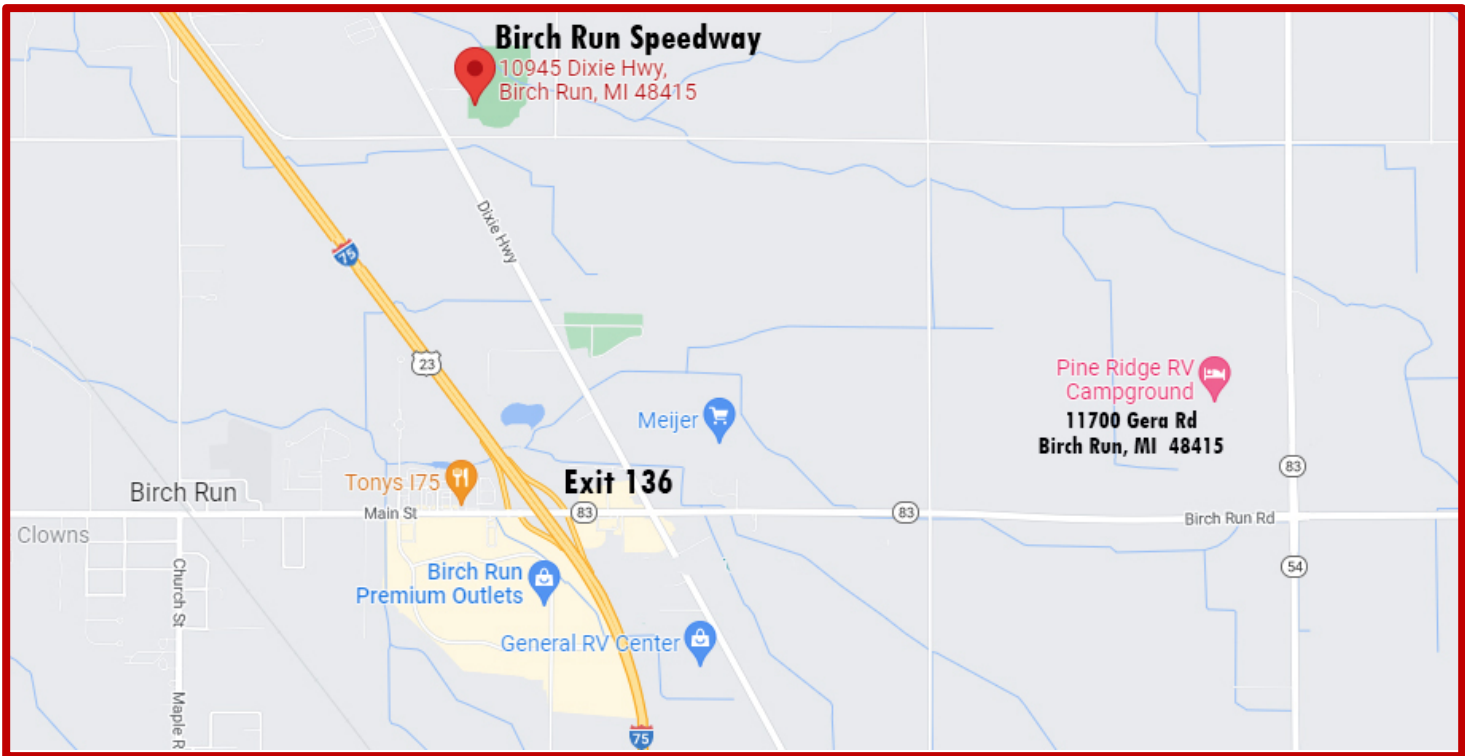 Birch Run Speedway
10945 Dixie Hwy,
Birch Run, MI 48415
Dixie Hwy
75
23
Pine Ridge RV
Campground
11700 Gera Rd
Birch Run, MI 48415
Meijer
83
Tonys I75
Exit 136
Birch Run
Main St
83
83
Birch Run Rd
Clowns
54
Church St
Birch Run
Premium Outlets
General RV Center
Maple R
75